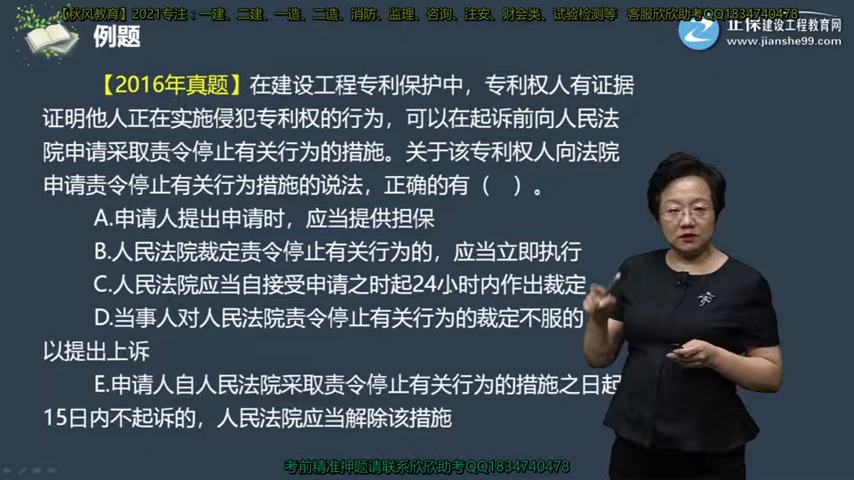 【秋风教育】2021专注：一建、二建、一造、二造、消防、监理、咨询、注安、财会类、试验检测等 客服欣欣助考QQ1834740478
例题
正保建设工程教育网
www.jianshe99.com
【2016年真题】在建设工程专利保护中，专利权人有证据
证明他人正在实施侵犯专利权的行为，可以在起诉前向人民法
院申请采取责令停止有关行为的措施。关于该专利权人向法院
申请责令停止有关行为措施的说法，正确的有（ ）。
A.申请人提出申请时，应当提供担保
B.人民法院裁定责令停止有关行为的，应当立即执行
C.人民法院应当自接受申请之时起24小时内作出裁定
D.当事人对人民法院责令停止有关行为的裁定不服的
以提出上诉
E.申请人自人民法院采取责令停止有关行为的措施之日起
15日内不起诉的，人民法院应当解除该措施
考前精准押题请联系欣欣助考QQ1834740478